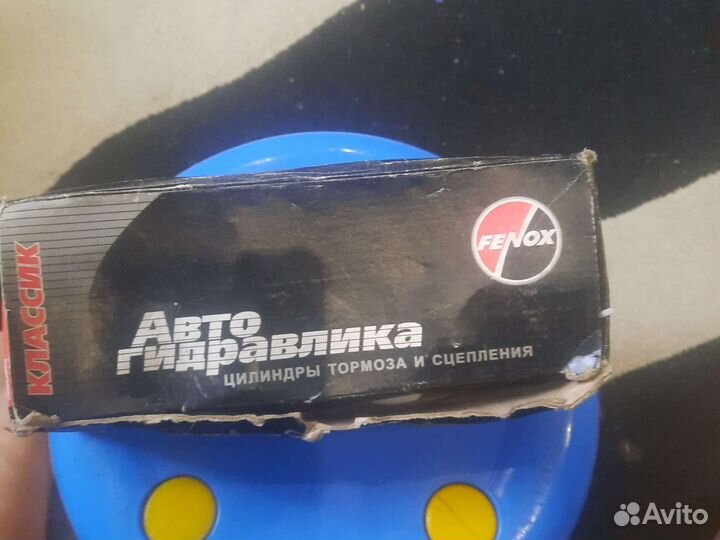 КЛАССИК
FENOX
Авто
гидравлика
ЦИЛИНДРЫ ТОРМОЗА И СЦЕПЛЕНИЯ
Avito